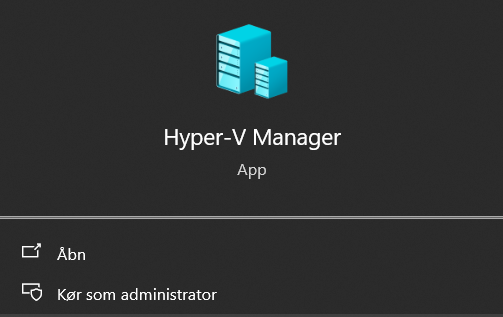 Hyper-V Manager
App
Åbn
Kør som administrator